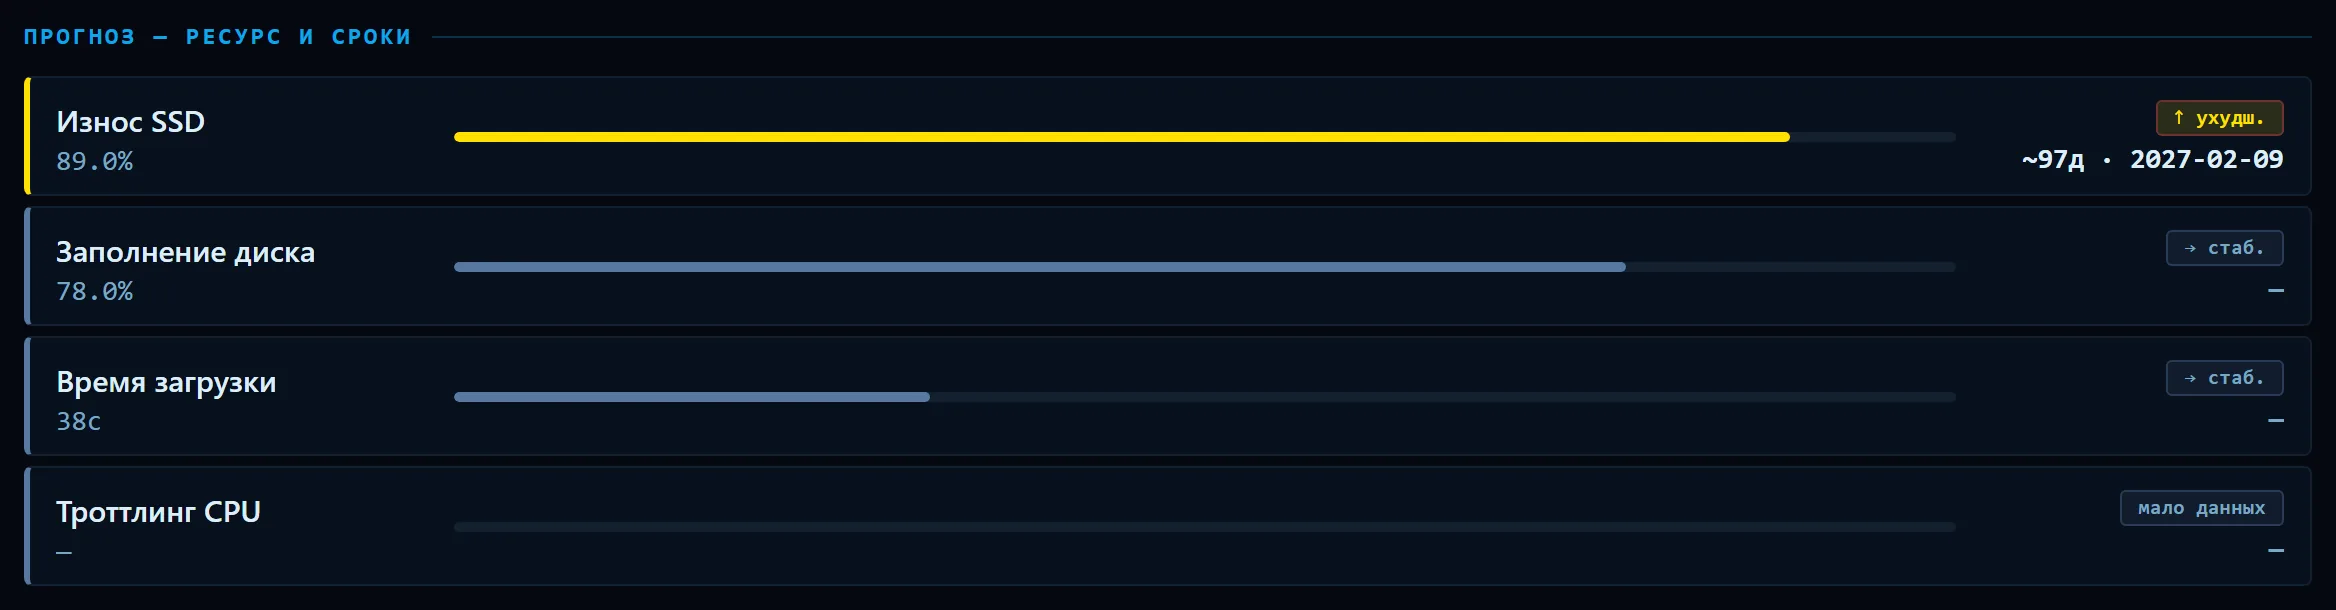 ПРОГНОЗ — РЕСУРС И СРОКИ
Износ SSD
89.0%
↑ ухудш.
~97д · 2027-02-09
Заполнение диска
78.0%
→ стаб.
—
Время загрузки
38с
→ стаб.
—
Троттлинг CPU
—
мало данных
—